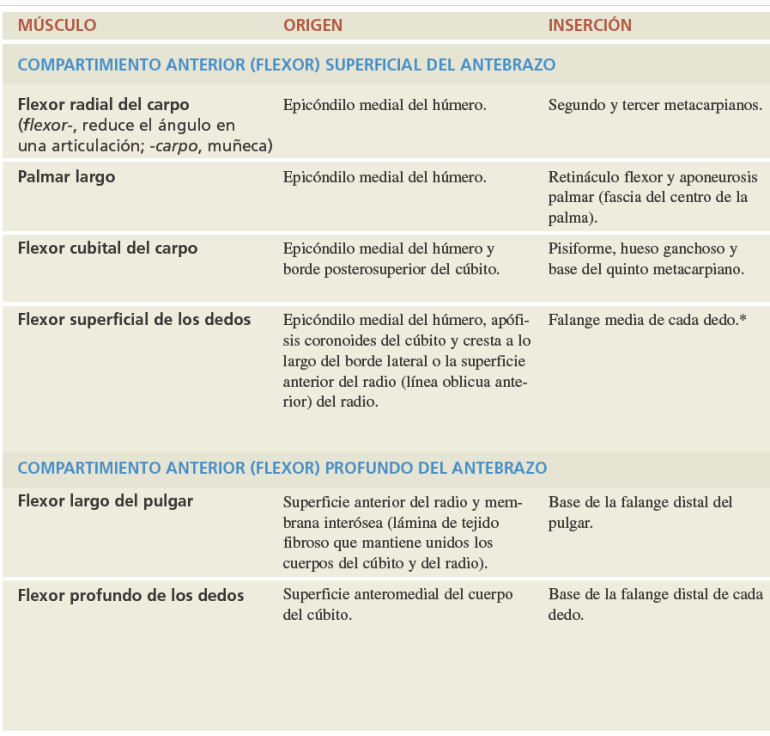 MÚSCULO ORIGEN INSERCIÓN
COMPARTIMIENTO ANTERIOR (FLEXOR) SUPERFICIAL DEL ANTEBRAZO
Flexor radial del carpo
(flexor-, reduce el ángulo en
una articulación; -carpo, muñeca)
Epicóndilo medial del húmero.
Segundo y tercer metacarpianos.
Palmar largo
Epicóndilo medial del húmero.
Retináculo flexor y aponeurosis
palmar (fascia del centro de la
palma).
Flexor cubital del carpo
Epicóndilo medial del húmero y
borde posterosuperior del cúbito.
Pisiforme, hueso ganchoso y
base del quinto metacarpiano.
Flexor superficial de los dedos
Epicóndilo medial del húmero, apófi-
sis coronoides del cúbito y cresta a lo
largo del borde lateral o la superficie
anterior del radio (línea oblicua ante-
rior) del radio.
Falange media de cada dedo.*
COMPARTIMIENTO ANTERIOR (FLEXOR) PROFUNDO DEL ANTEBRAZO
Flexor largo del pulgar
Superficie anterior del radio y mem-
brana interósea (lámina de tejido
fibroso que mantiene unidos los
cuerpos del cúbito y del radio).
Base de la falange distal del
pulgar.
Flexor profundo de los dedos
Superficie anteromedial del cuerpo
del cúbito.
Base de la falange distal de cada
dedo.